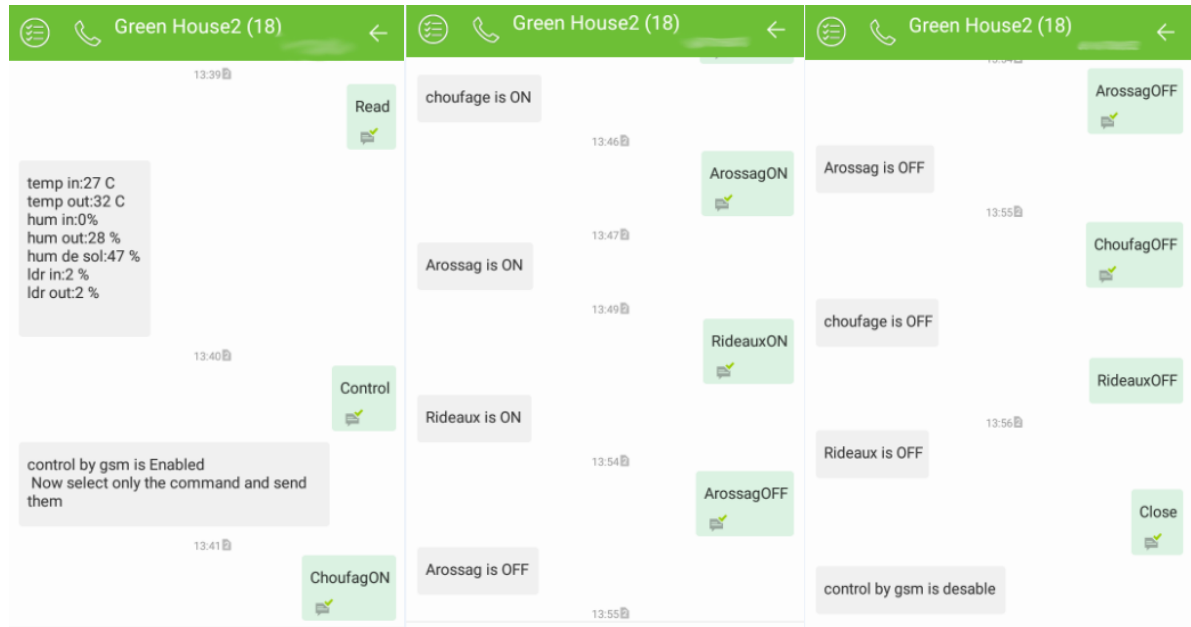 Green House2 (18)
13:39
Read
temp in:27 C
temp out:32 C
hum in:0%
hum out:28 %
hum de sol:47 %
ldr in:2 %
ldr out:2 %
13:40
Control
control by gsm is Enabled
Now select only the command and send
them
13:41
ChoufagON
Green House2 (18)
choufage is ON
13:46
ArossagON
13:47
Arossag is ON
13:49
RideauxON
Rideaux is ON
13:54
ArossagOFF
Arossag is OFF
13:55
Green House2 (18)
13:54
ArossagOFF
Arossag is OFF
13:55
ChoufagOFF
choufage is OFF
RideauxOFF
13:56
Rideaux is OFF
Close
control by gsm is desable